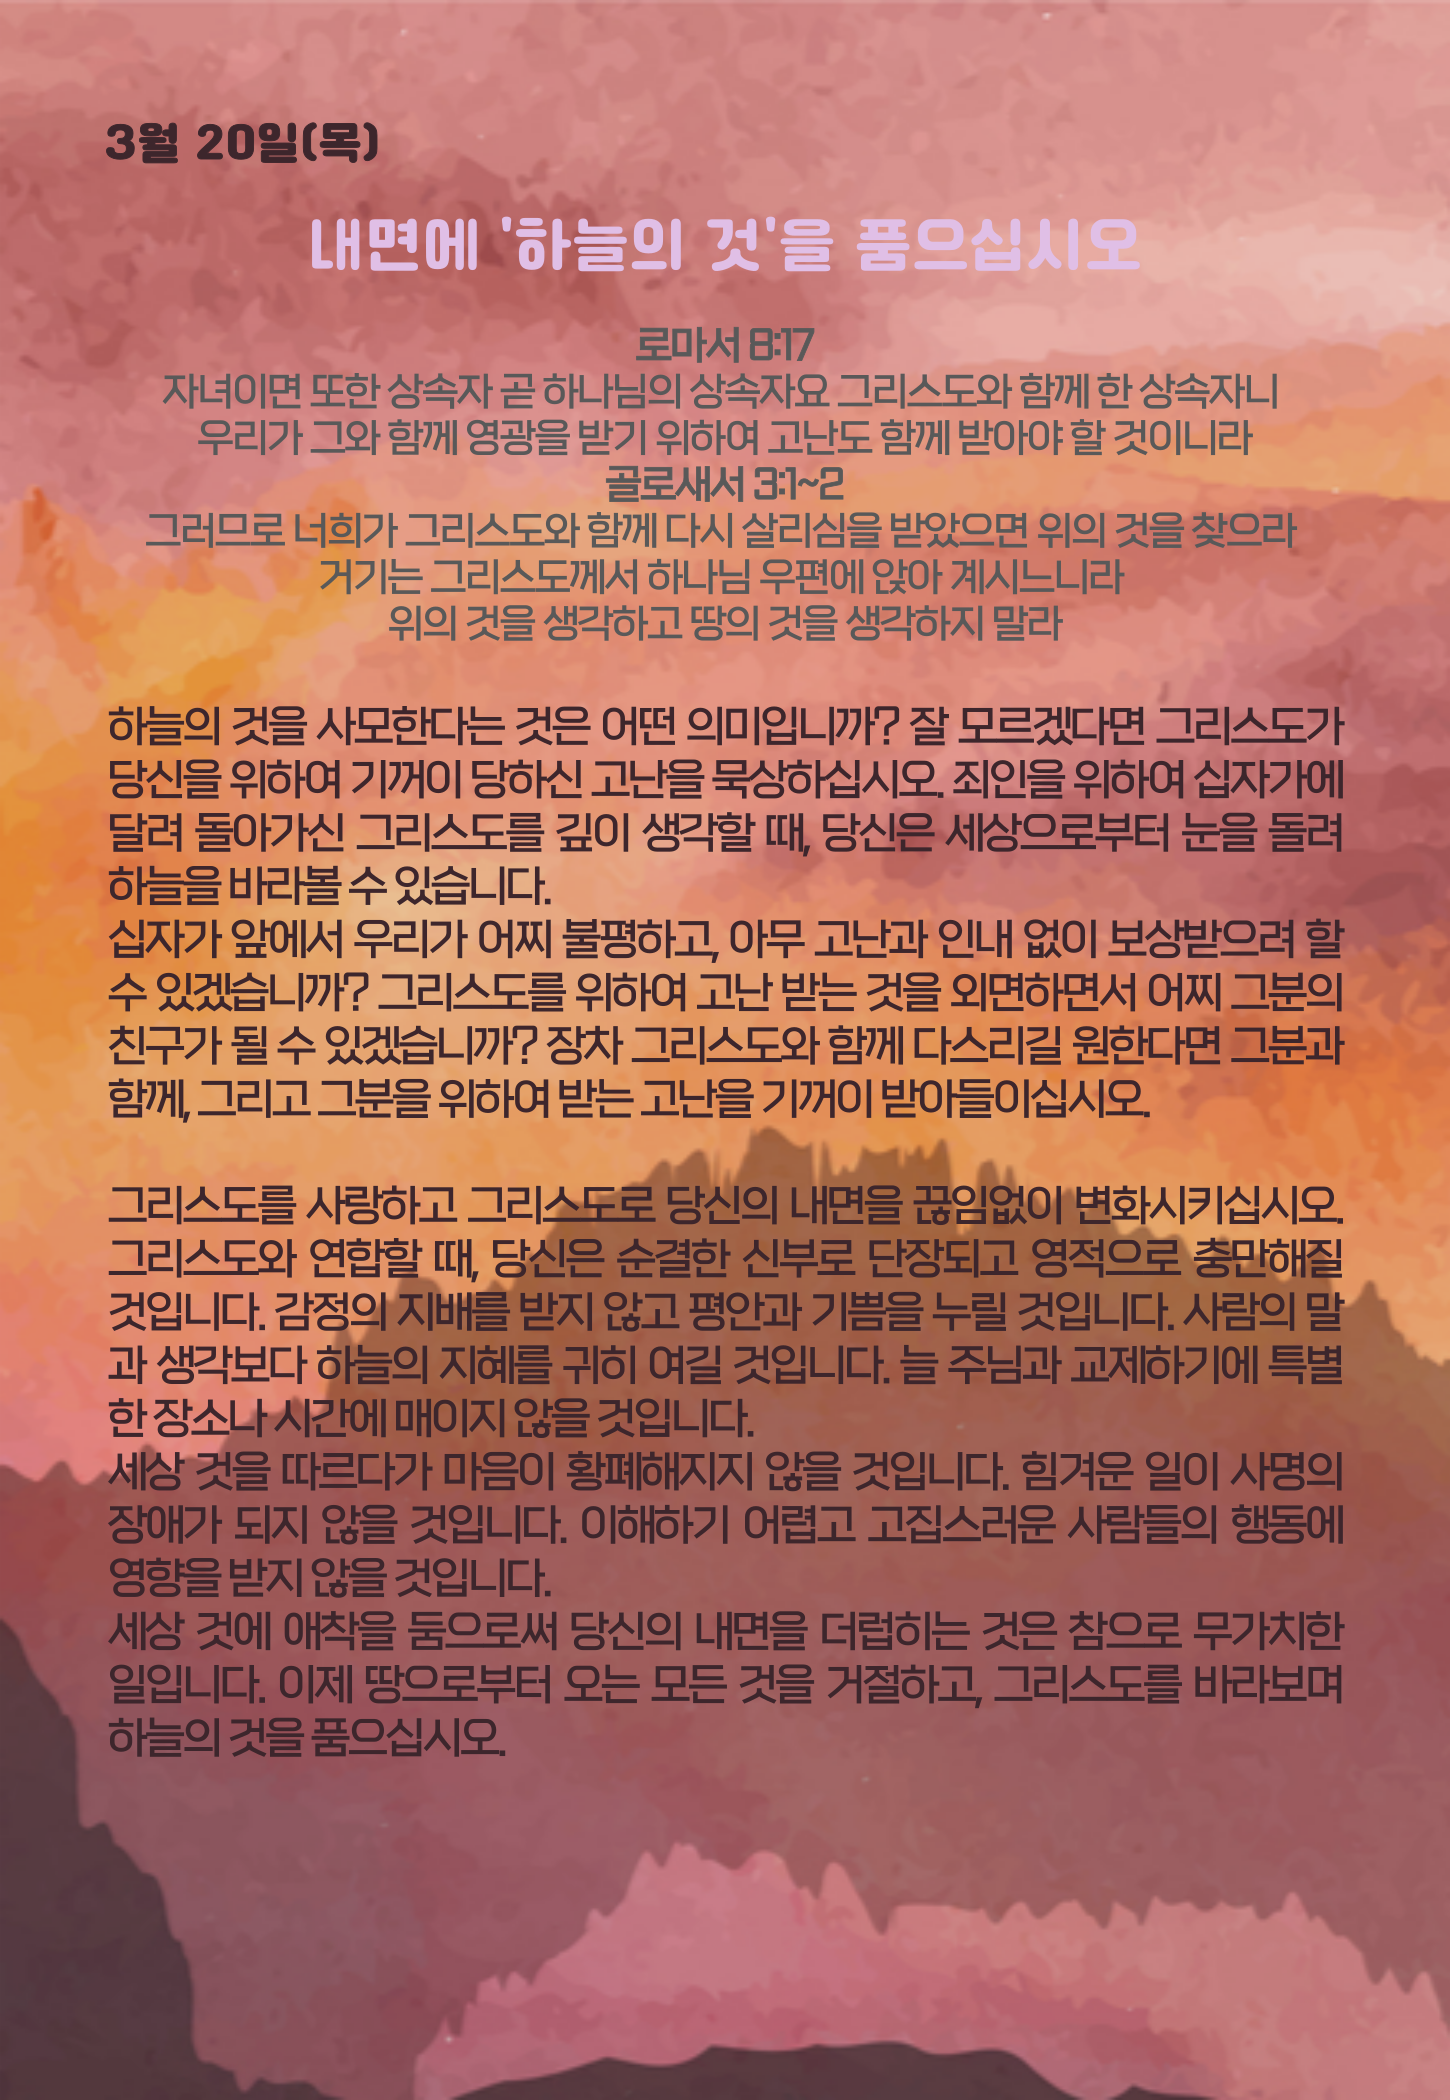 3월 20일(목)
내면에 '하늘의 것'을 품으십시오
로마서 8:17
자녀이면 또한 상속자 곧 하나님의 상속자요 그리스도와 함께 한 상속자니
우리가 그와 함께 영광을 받기 위하여 고난도 함께 받아야 할 것이니라
골로새서 3:1~2
그러므로 너희가 그리스도와 함께 다시 살리심을 받았으면 위의 것을 찾으라
거기는 그리스도께서 하나님 우편에 앉아 계시느니라
위의 것을 생각하고 땅의 것을 생각하지 말라
하늘의 것을 사모한다는 것은 어떤 의미입니까? 잘 모르겠다면 그리스도가
당신을 위하여 기꺼이 당하신 고난을 묵상하십시오. 죄인을 위하여 십자가에
달려 돌아가신 그리스도를 깊이 생각할 때, 당신은 세상으로부터 눈을 돌려
하늘을 바라볼 수 있습니다.
십자가 앞에서 우리가 어찌 불평하고, 아무 고난과 인내 없이 보상받으려 할
수 있겠습니까? 그리스도를 위하여 고난 받는 것을 외면하면서 어찌 그분의
친구가 될 수 있겠습니까? 장차 그리스도와 함께 다스리길 원한다면 그분과
함께, 그리고 그분을 위하여 받는 고난을 기꺼이 받아들이십시오.
그리스도를 사랑하고 그리스도로 당신의 내면을 끊임없이 변화시키십시오.
그리스도와 연합할 때, 당신은 순결한 신부로 단장되고 영적으로 충만해질
것입니다. 감정의 지배를 받지 않고 평안과 기쁨을 누릴 것입니다. 사람의 말
과 생각보다 하늘의 지혜를 귀히 여길 것입니다. 늘 주님과 교제하기에 특별
한 장소나 시간에 매이지 않을 것입니다.
세상 것을 따르다가 마음이 황폐해지지 않을 것입니다. 힘겨운 일이 사명의
장애가 되지 않을 것입니다. 이해하기 어렵고 고집스러운 사람들의 행동에
영향을 받지 않을 것입니다.
세상 것에 애착을 둠으로써 당신의 내면을 더럽히는 것은 참으로 무가치한
일입니다. 이제 땅으로부터 오는 모든 것을 거절하고, 그리스도를 바라보며
하늘의 것을 품으십시오.